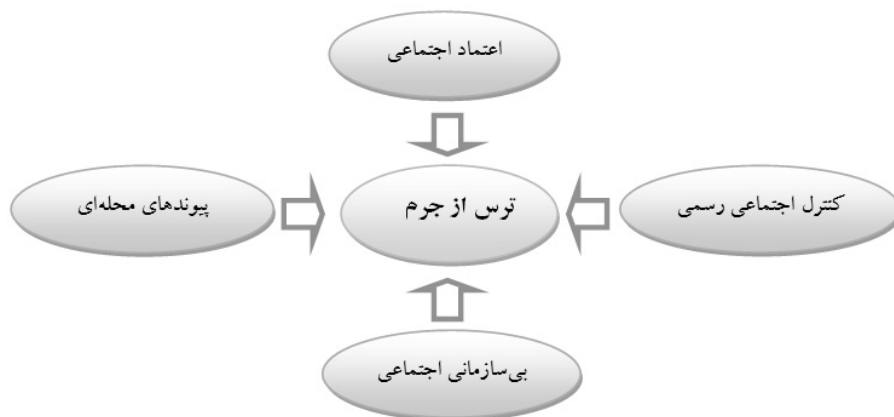 اعتماد اجتماعی
کنترل اجتماعی رسمی
ترس از جرم
پیوندهای محله‌ای
بی‌سازمانی اجتماعی